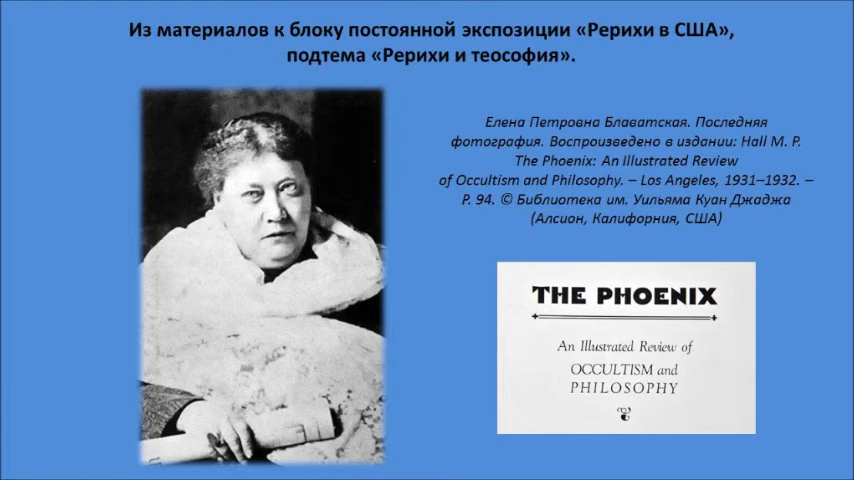 Из материалов к блоку постоянной экспозиции «Рерихи в США»,
подтема «Рерихи и теософия».
Елена Петровна Блаватская. Последняя
фотография. Воспроизведено в издании: Hall M. P.
The Phoenix: An Illustrated Review
of Occultism and Philosophy. – Los Angeles, 1931–1932. –
P. 94. © Библиотека им. Уильяма Куан Джаджа
(Алсион, Калифорния, США)
THE PHOENIX
An Illustrated Review of
OCCULTISM and
PHILOSOPHY